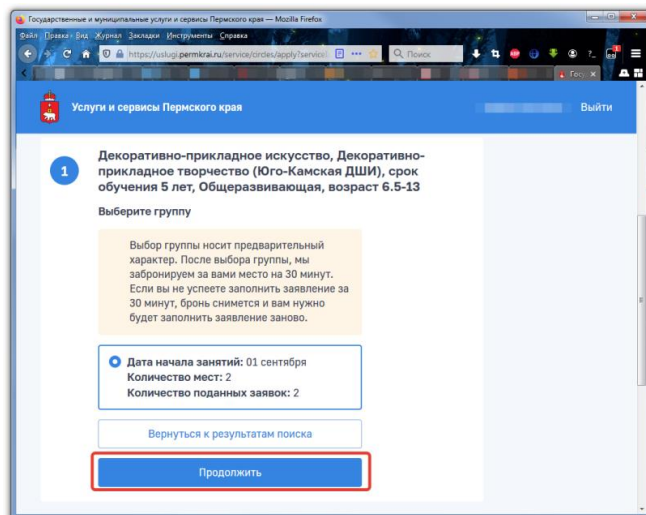 Государственные и муниципальные услуги и сервисы Пермского края — Mozilla Firefox
Файл Правка Вид Журнал Закладки Инструменты Справка
https://uslugi.permkrai.ru/service/circles/apply?servicei
Поиск
Госу
Услуги и сервисы Пермского края
Выйти
1
Декоративно-прикладное искусство, Декоративно-
прикладное творчество (Юго-Камская ДШИ), срок
обучения 5 лет, Общеразвивающая, возраст 6.5-13
Выберите группу
Выбор группы носит предварительный
характер. После выбора группы, мы
забронируем за вами место на 30 минут.
Если вы не успеете заполнить заявление за
30 минут, бронь снимется и вам нужно
будет заполнить заявление заново.
Дата начала занятий: 01 сентября
Количество мест: 2
Количество поданных заявок: 2
Вернуться к результатам поиска
Продолжить